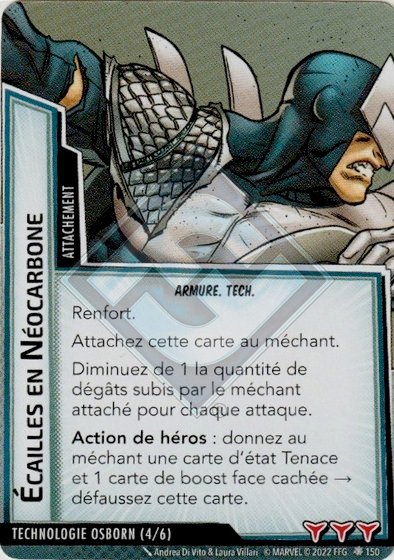 ÉCAILLES EN NÉOCARBONE
ATTACHEMENT
ARMURE. TECH.
Renfort.
Attachez cette carte au méchant.
Diminuez de 1 la quantité de
dégâts subis par le méchant
attaché pour chaque attaque.
Action de héros : donnez au
méchant une carte d'état Tenace
et 1 carte de boost face cachée →
défaussez cette carte.
TECHNOLOGIE OSBORN (4/6)
Andrea Di Vito & Laura Villari © MARVEL © 2022 FFG 150